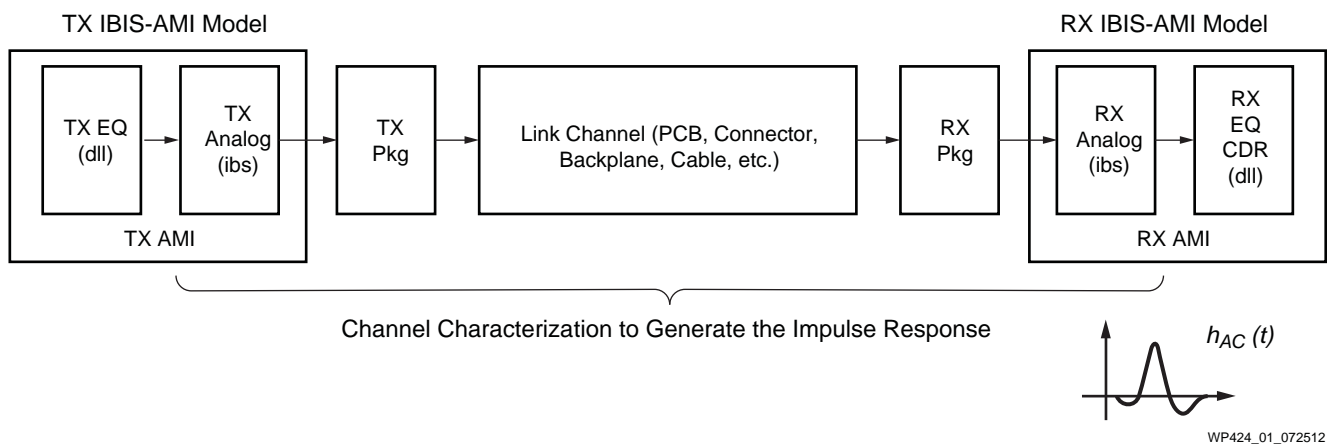 TX IBIS-AMI Model
RX IBIS-AMI Model
TX EQ
(dll)
TX
Analog
(ibs)
TX AMI
TX
Pkg
Link Channel (PCB, Connector,
Backplane, Cable, etc.)
RX
Pkg
RX
Analog
(ibs)
RX
EQ
CDR
(dll)
RX AMI
Channel Characterization to Generate the Impulse Response
hAC (t)
WP424_01_072512